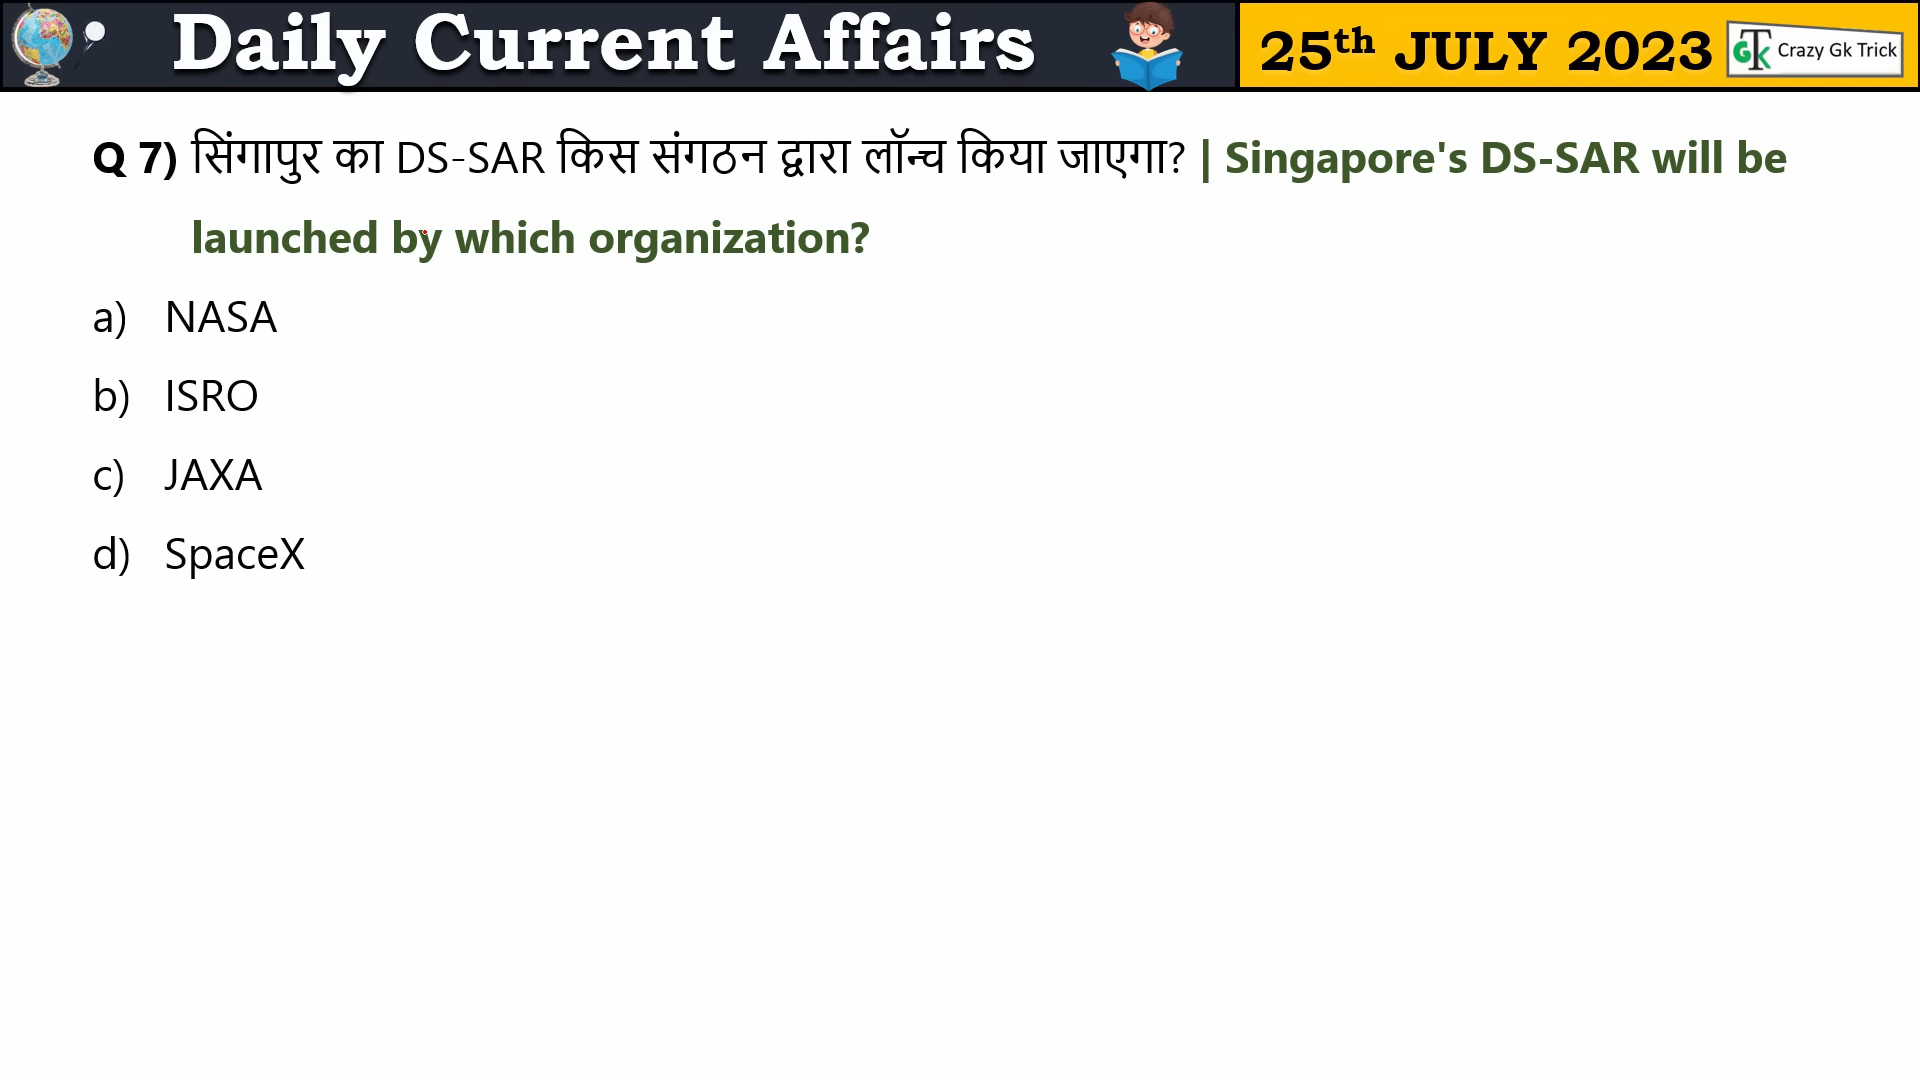 Daily Current Affairs
25th JULY 2023
GTK Crazy Gk Trick
Q 7) सिंगापुर का DS-SAR किस संगठन द्वारा लॉन्च किया जाएगा? | Singapore's DS-SAR will be
launched by which organization?
a) NASA
b) ISRO
c) JAXA
d) SpaceX